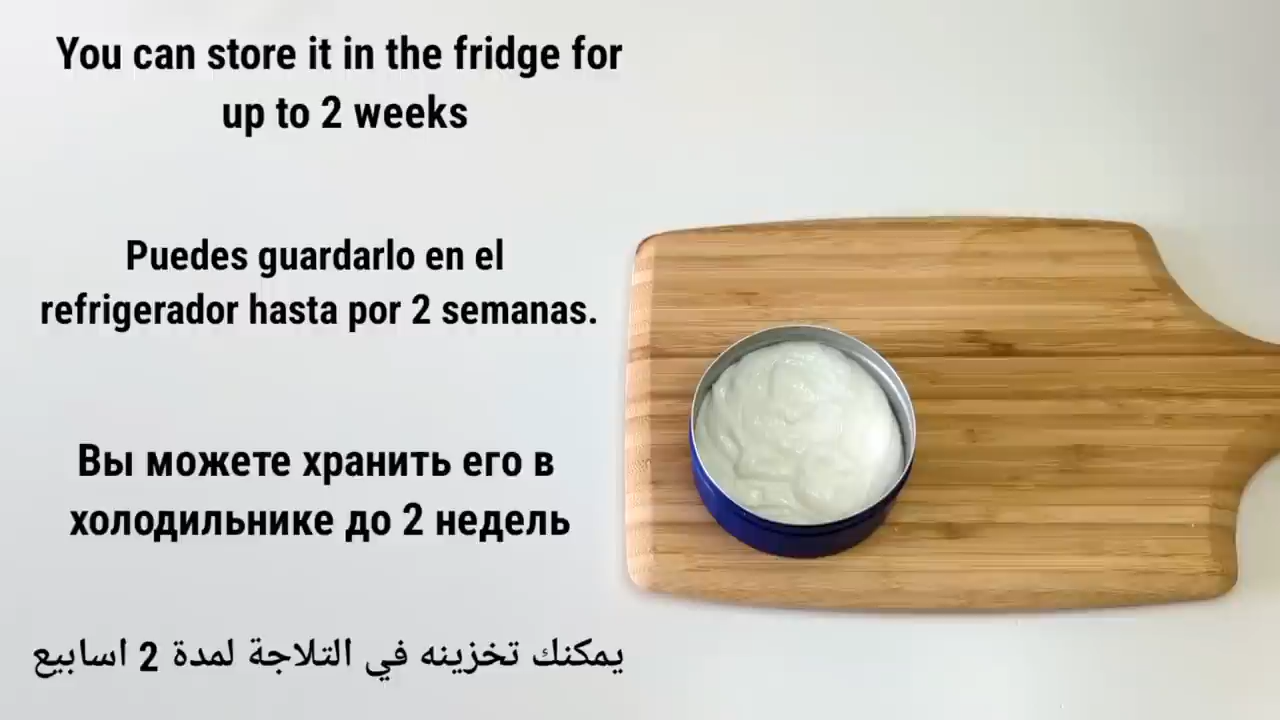 You can store it in the fridge for
up to 2 weeks
Puedes guardarlo en el
refrigerador hasta por 2 semanas.
Вы можете хранить его в
холодильнике до 2 недель
يمكنك تخزينه في التلاجة لمدة 2 اسابيع